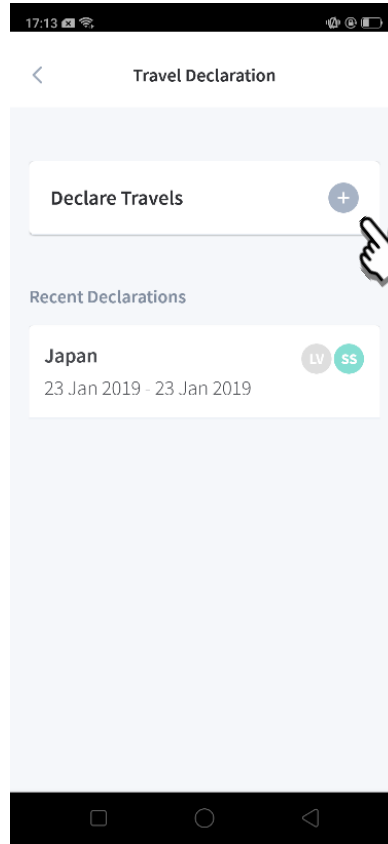 17:13
Travel Declaration
Declare Travels
Recent Declarations
Japan
LV SS
23 Jan 2019 - 23 Jan 2019